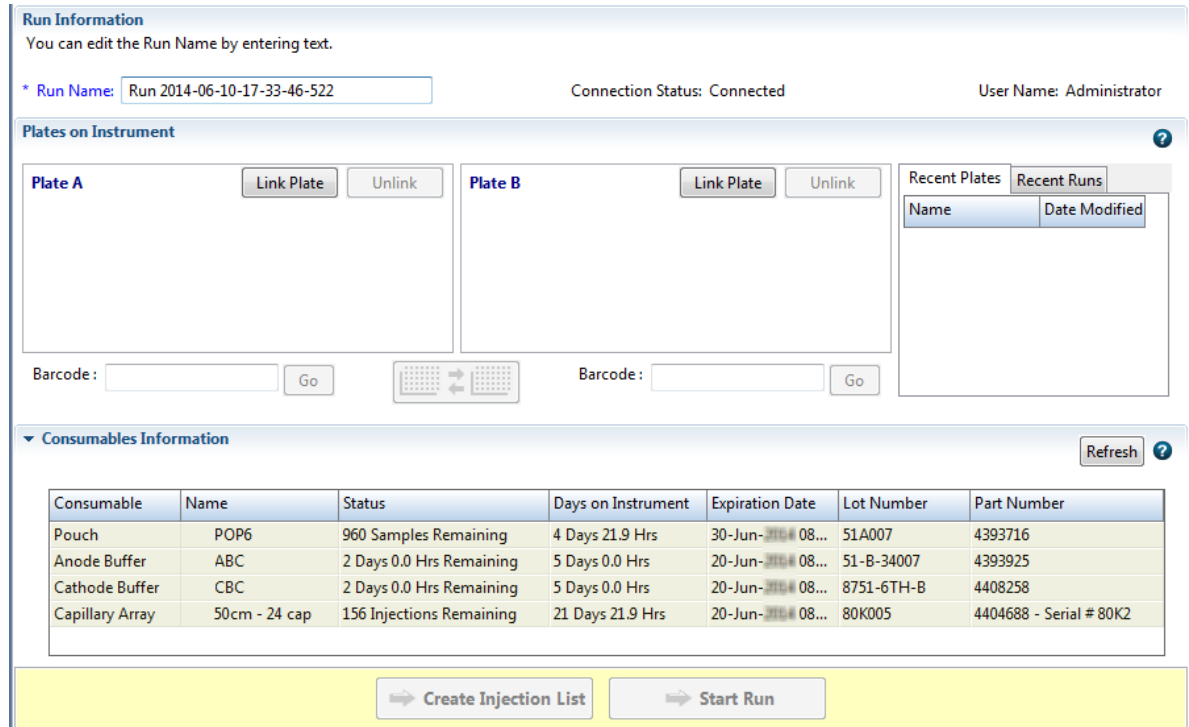 Run Information
You can edit the Run Name by entering text.
* Run Name: Run 2014-06-10-17-33-46-522 Connection Status: Connected User Name: Administrator
Plates on Instrument
Plate A Link Plate Unlink Plate B Link Plate Unlink Recent Plates Recent Runs
Name Date Modified
Barcode : Go Barcode : Go
Consumables Information
Refresh
Consumable Name Status Days on Instrument Expiration Date Lot Number Part Number
Pouch POP6 960 Samples Remaining 4 Days 21.9 Hrs 30-Jun- 08... 51A007 4393716
Anode Buffer ABC 2 Days 0.0 Hrs Remaining 5 Days 0.0 Hrs 20-Jun- 08... 51-B-34007 4393925
Cathode Buffer CBC 2 Days 0.0 Hrs Remaining 5 Days 0.0 Hrs 20-Jun- 08... 8751-6TH-B 4408258
Capillary Array 50cm - 24 cap 156 Injections Remaining 21 Days 21.9 Hrs 20-Jun- 08... 80K005 4404688 - Serial # 80K2
Create Injection List Start Run